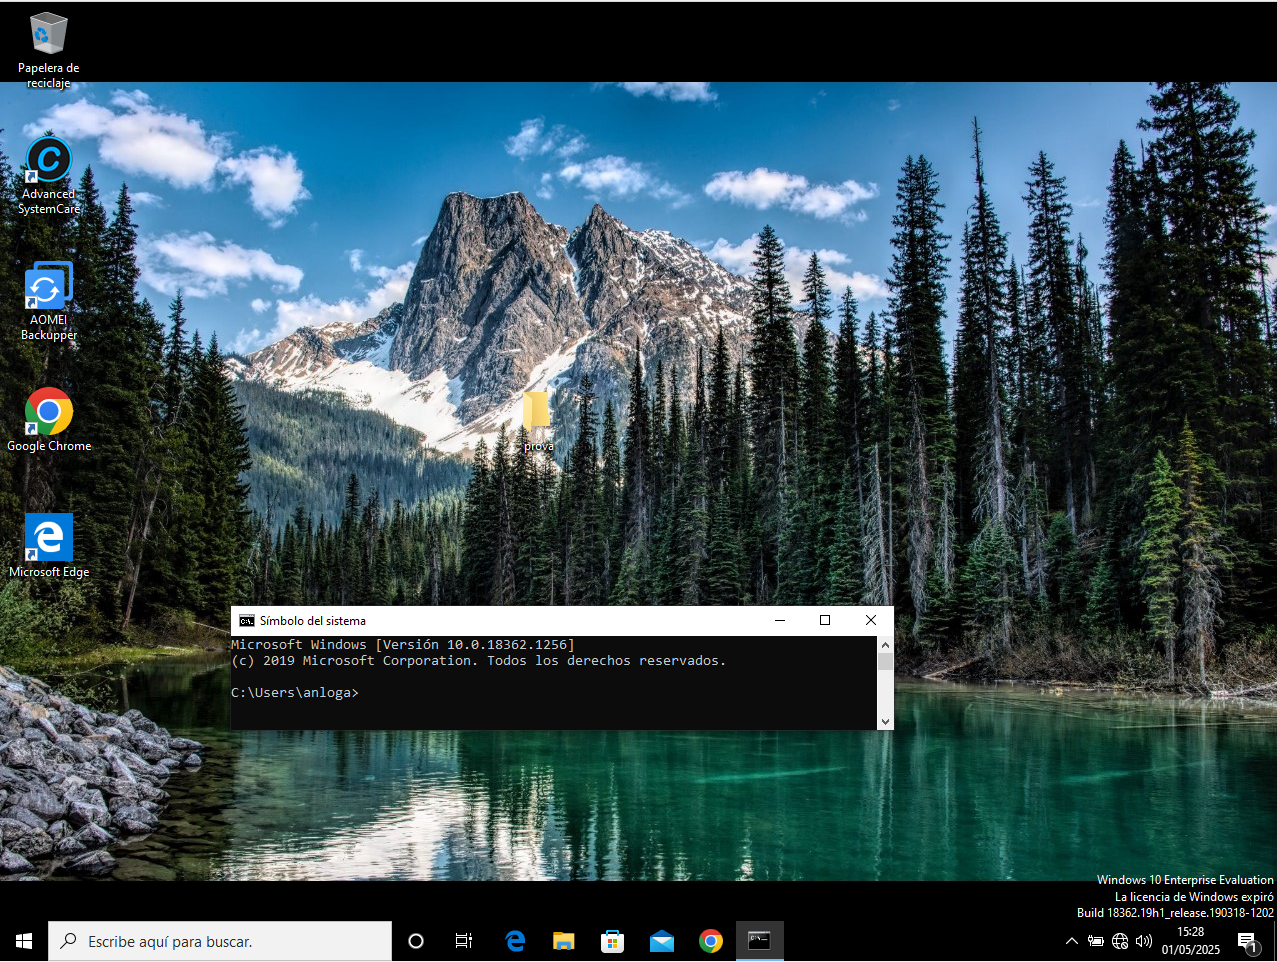 Papelera de
reciclaje
Advanced
SystemCare
AOMEI
Backupper
Google Chrome
prova
Microsoft Edge
Símbolo del sistema
Microsoft Windows [Versión 10.0.18362.1256]
(c) 2019 Microsoft Corporation. Todos los derechos reservados.
C:\Users\anloga>
Windows 10 Enterprise Evaluation
La licencia de Windows expiró
Build 18362.19h1_release.190318-1202
Escribe aquí para buscar.
15:28
01/05/2025
1